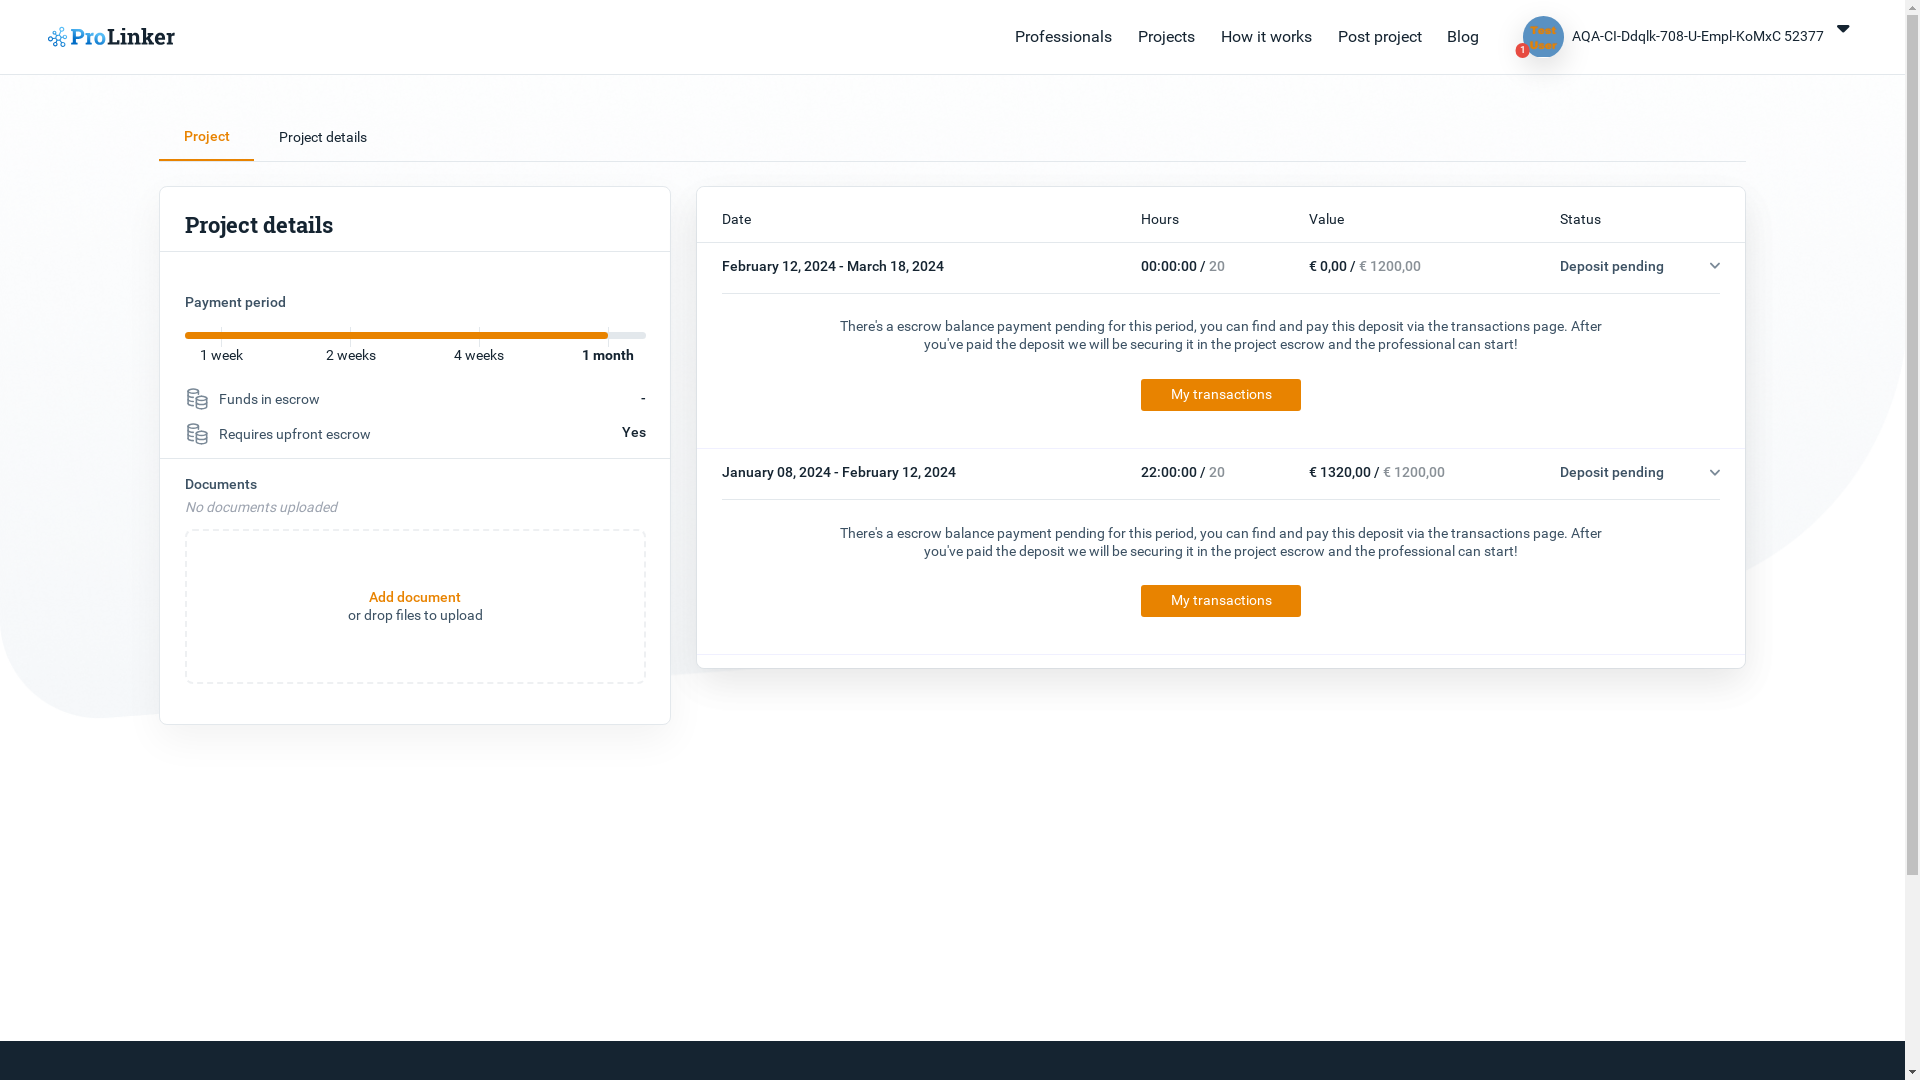 ProLinker
Professionals
Projects
How it works
Post project
Blog
Test
User
1
AQA-CI-Ddqlk-708-U-Empl-KoMxC 52377
Project
Project details
Project details
Payment period
1 week
2 weeks
4 weeks
1 month
Funds in escrow
-
Requires upfront escrow
Yes
Documents
No documents uploaded
Add document
or drop files to upload
Date
Hours
Value
Status
February 12, 2024 - March 18, 2024
00:00:00 / 20
€ 0,00 / € 1200,00
Deposit pending
There's a escrow balance payment pending for this period, you can find and pay this deposit via the transactions page. After
you've paid the deposit we will be securing it in the project escrow and the professional can start!
My transactions
January 08, 2024 - February 12, 2024
22:00:00 / 20
€ 1320,00 / € 1200,00
Deposit pending
There's a escrow balance payment pending for this period, you can find and pay this deposit via the transactions page. After
you've paid the deposit we will be securing it in the project escrow and the professional can start!
My transactions